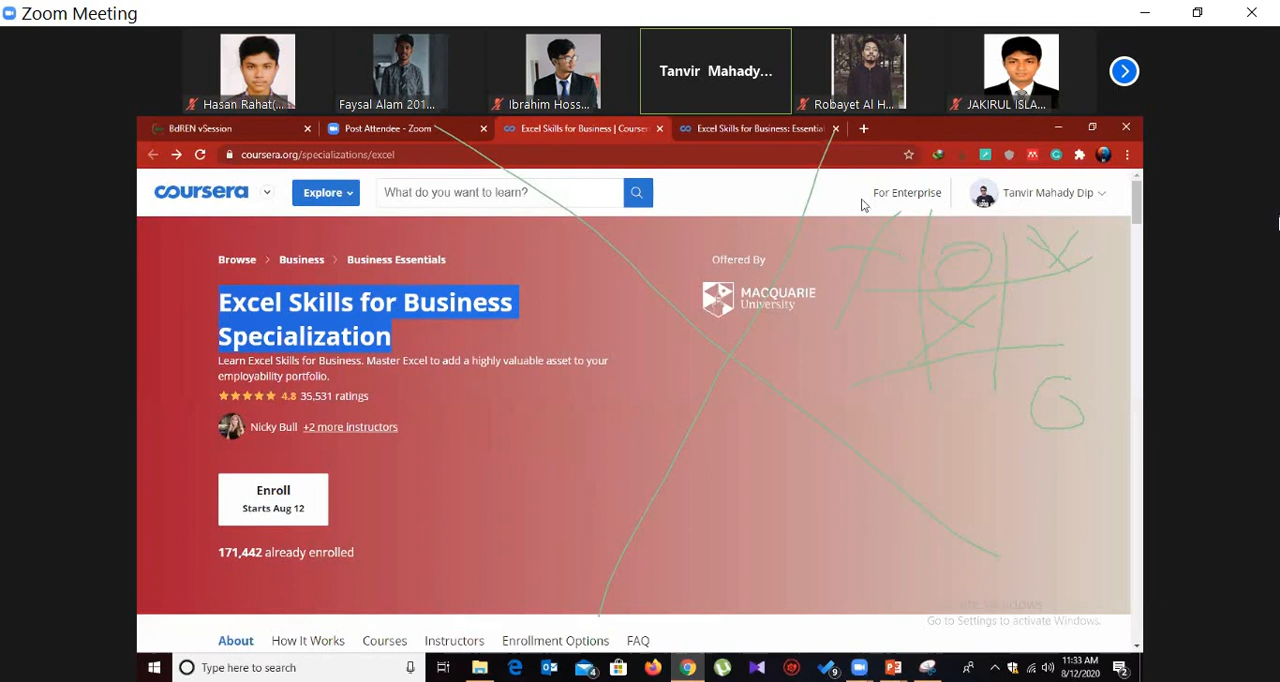 Zoom Meeting
Tanvir Mahady...
Hasan Rahat(...
Faysal Alam 201...
Ibrahim Hoss...
Robayet Al H...
JAKIRUL ISLA...
BdREN vSession
Post Attendee - Zoom
Excel Skills for Business | Courser
Excel Skills for Business: Essential
coursera.org/specializations/excel
coursera
Explore
What do you want to learn?
For Enterprise
Tanvir Mahady Dip
Browse > Business > Business Essentials
Offered By
Excel Skills for Business
Specialization
MACQUARIE
University
Learn Excel Skills for Business. Master Excel to add a highly valuable asset to your
employability portfolio.
4.8 35,531 ratings
Nicky Bull +2 more instructors
Enroll
Starts Aug 12
171,442 already enrolled
Go to Settings to activate Windows.
About How It Works Courses Instructors Enrollment Options FAQ
Type here to search
11:33 AM
8/12/2020